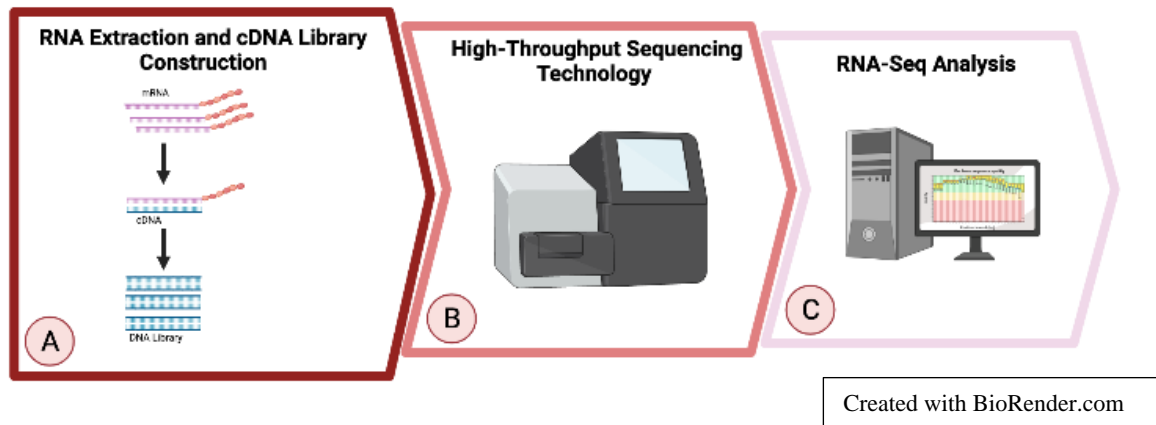 RNA Extraction and cDNA Library
Construction
mRNA
cDNA
DNA Library
A
High-Throughput Sequencing
Technology
B
RNA-Seq Analysis
C
Created with BioRender.com